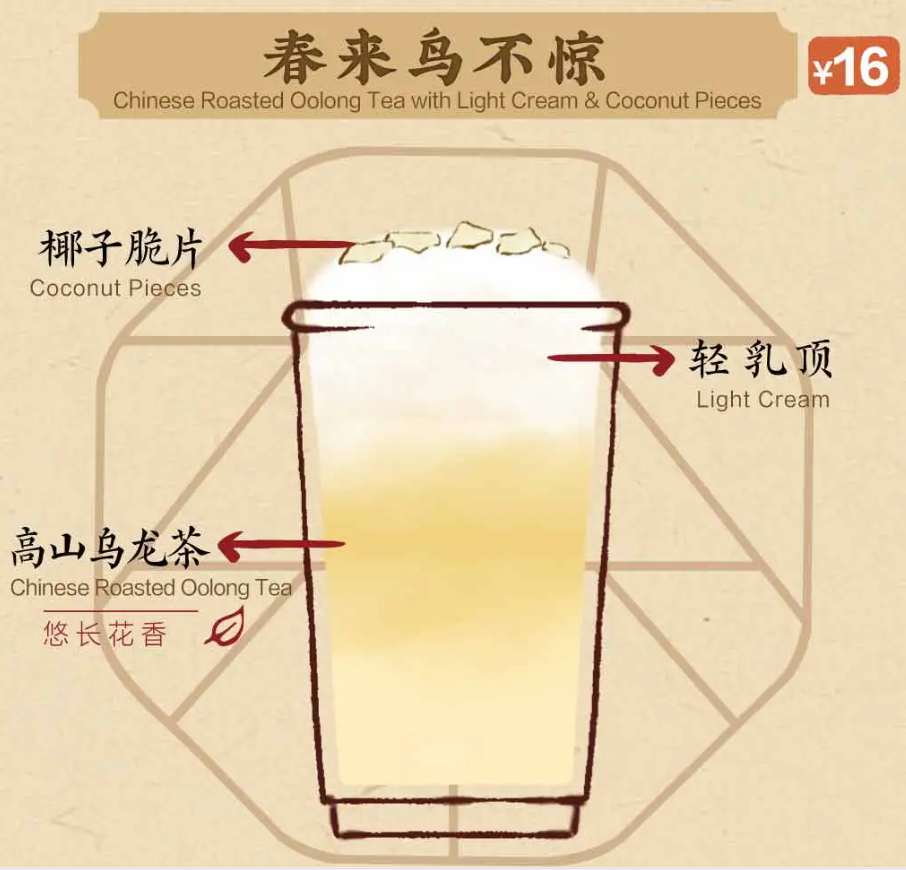 春来鸟不惊
Chinese Roasted Oolong Tea with Light Cream & Coconut Pieces
¥16
椰子脆片
Coconut Pieces
轻乳顶
Light Cream
高山乌龙茶
Chinese Roasted Oolong Tea
悠长花香